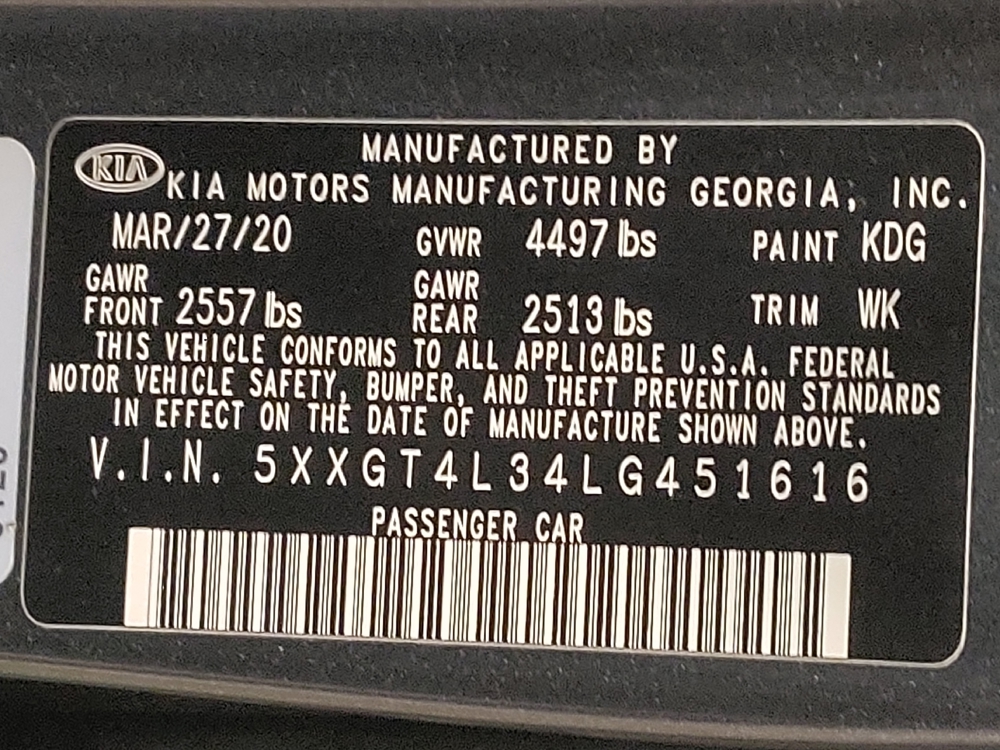 MANUFACTURED BY
KIA
KIA MOTORS MANUFACTURING GEORGIA, INC.
MAR/27/20 GVWR 4497 lbs PAINT KDG
GAWR FRONT 2557 lbs GAWR REAR 2513 lbs TRIM WK
THIS VEHICLE CONFORMS TO ALL APPLICABLE U.S.A. FEDERAL
MOTOR VEHICLE SAFETY, BUMPER, AND THEFT PREVENTION STANDARDS
IN EFFECT ON THE DATE OF MANUFACTURE SHOWN ABOVE.
V.I.N. 5XXGT4L34LG451616
PASSENGER CAR